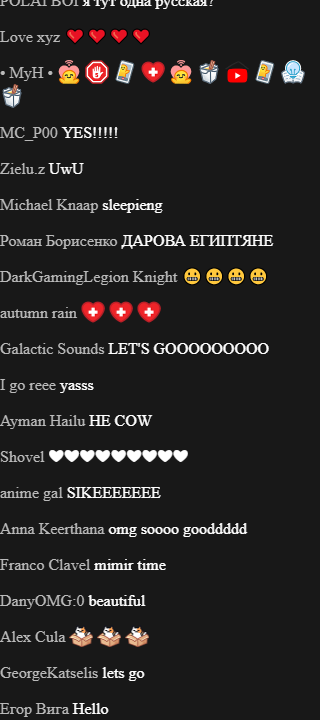 POLAFBOI я тут одна русская?
Love xyz ❤❤❤❤
• MyH •
MC_P00 YES!!!!!
Zielu.z UwU
Michael Knaap sleepieng
Роман Борисенко ДАРОВА ЕГИПТЯНЕ
DarkGamingLegion Knight 😬😬😬😬
autumn rain
Galactic Sounds LET'S GOOOOOOOOO
I go reee yasss
Ayman Hailu HE COW
Shovel 🤍🤍🤍🤍🤍🤍🤍🤍🤍
anime gal SIKEEEEEEE
Anna Keerthana omg soooo gooddddd
Franco Clavel mimir time
DanyOMG:0 beautiful
Alex Cula
GeorgeKatselis lets go
Егор Вига Hello